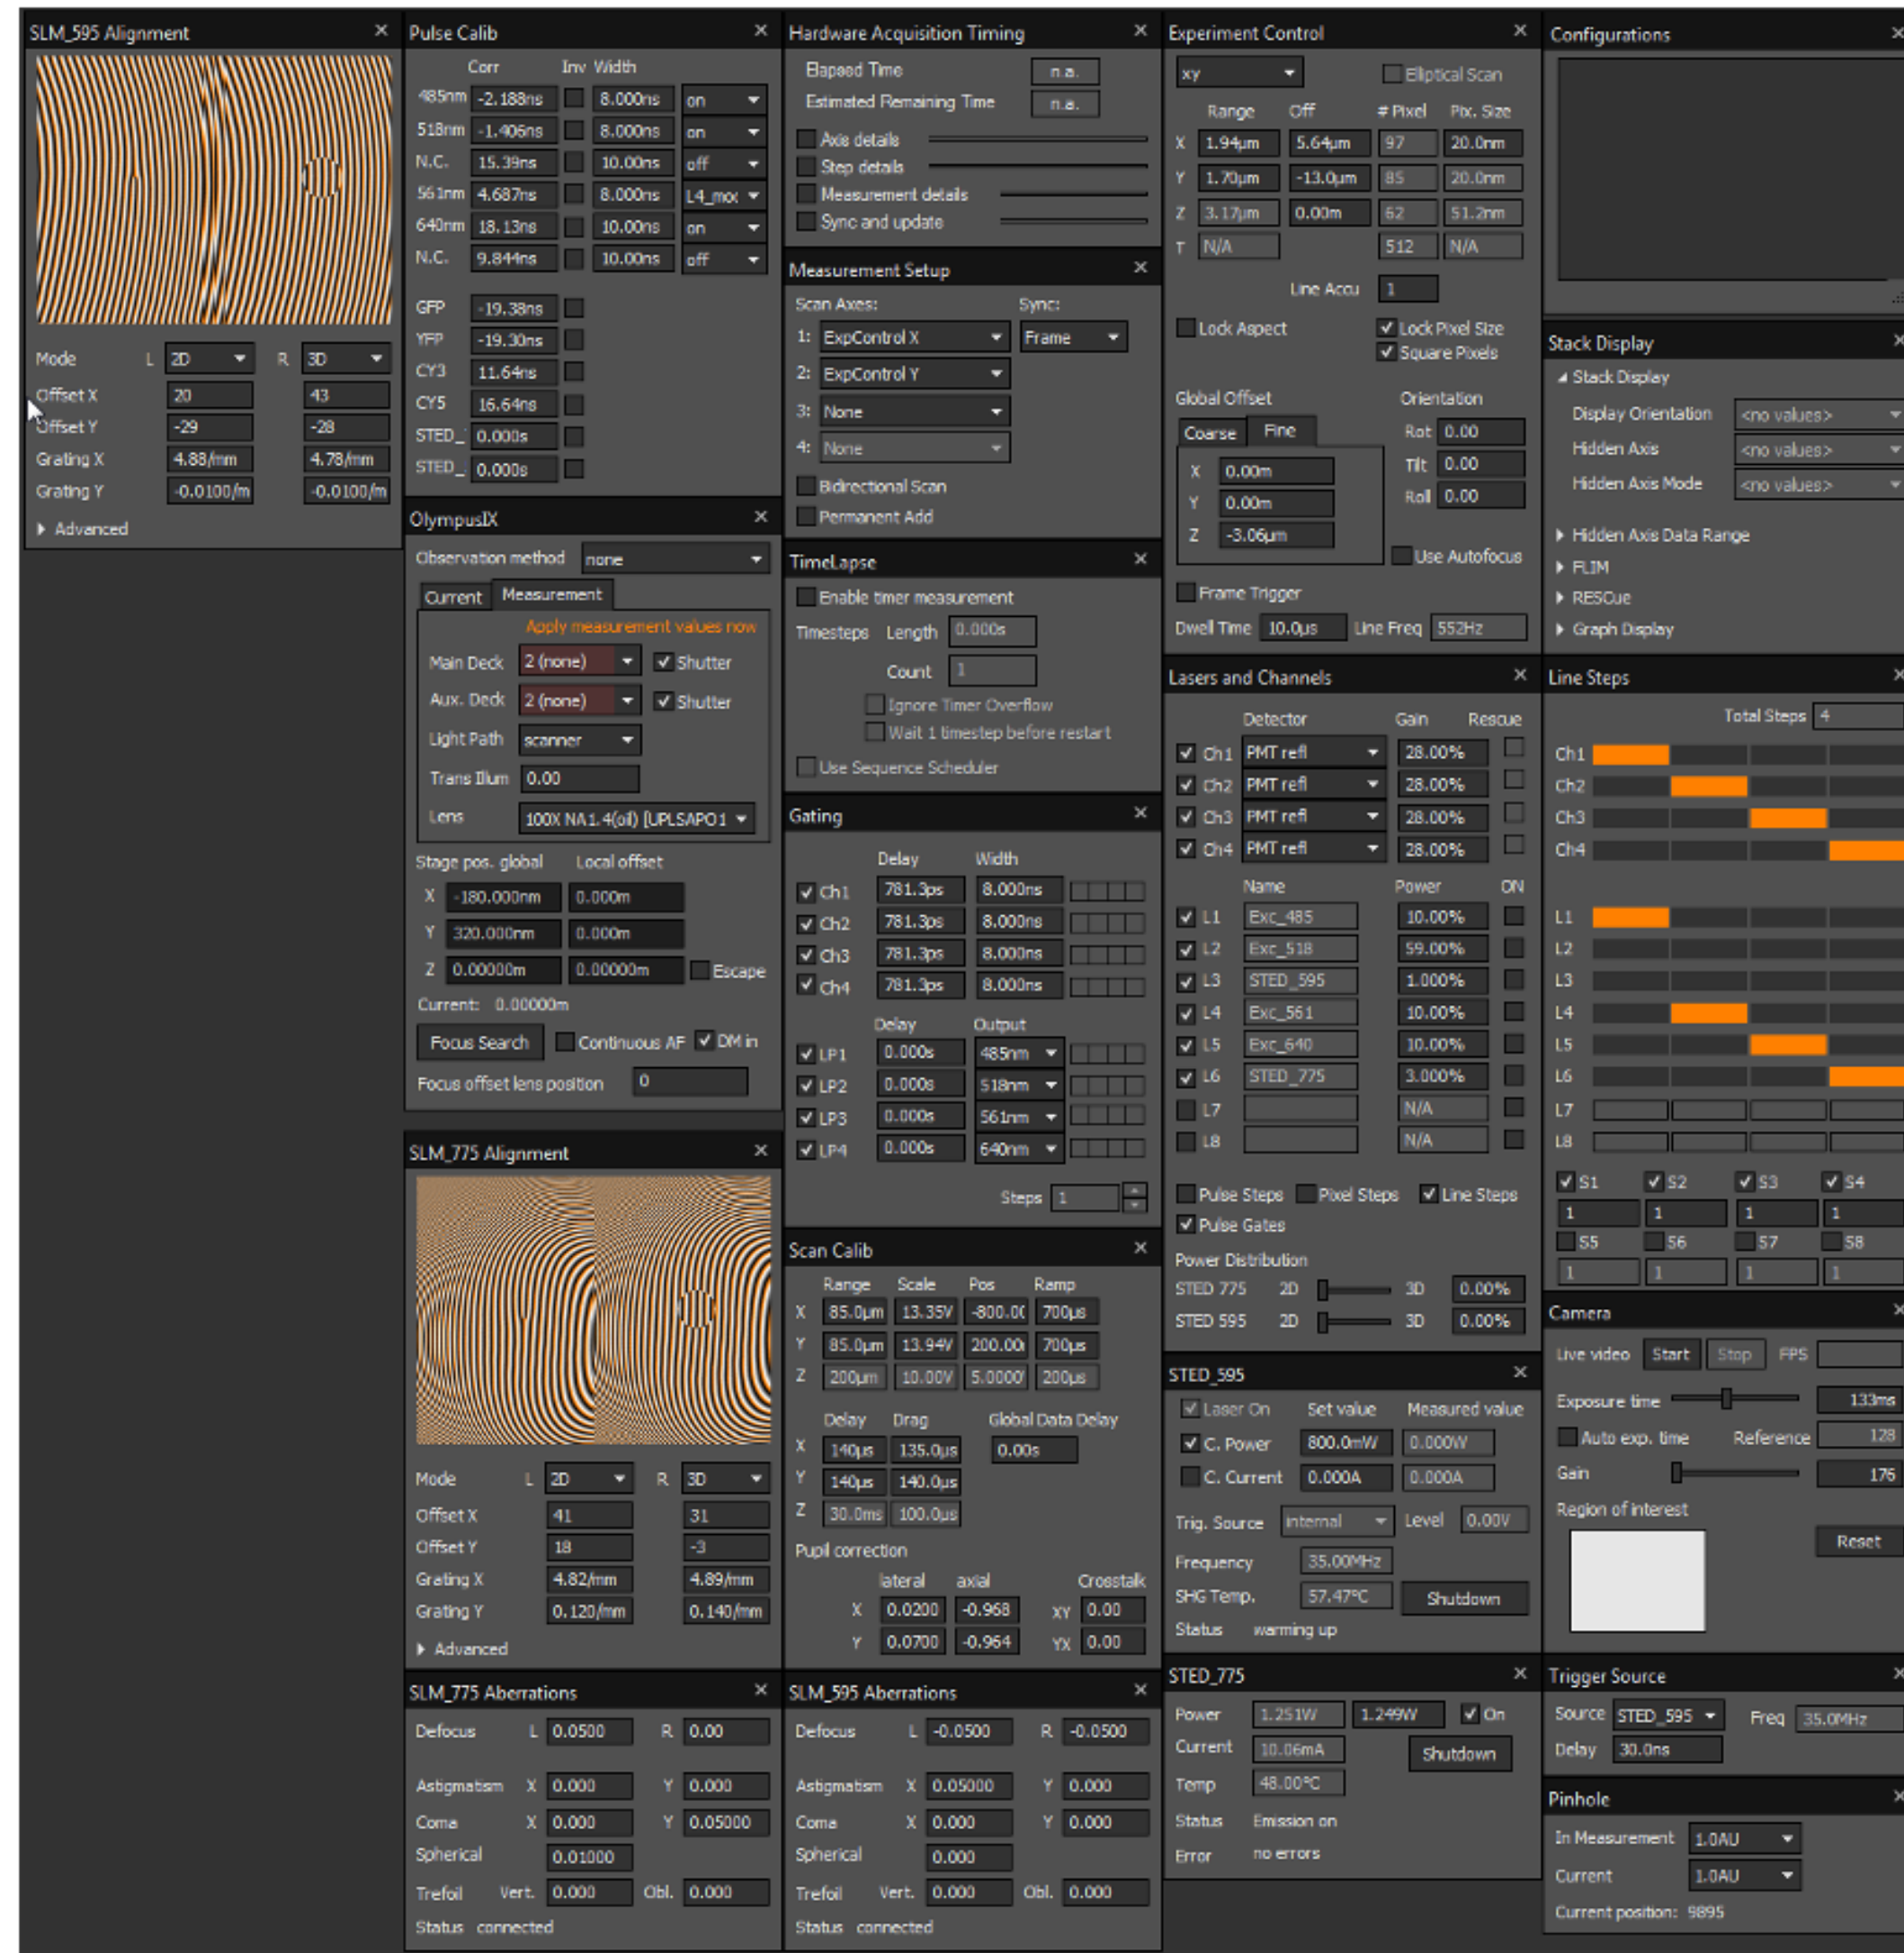 SLM_595 Alignment
Mode L 2D R 3D
Offset X 20 43
Offset Y -29 -28
Grating X 4.88/mm 4.78/mm
Grating Y -0.0100/m -0.0100/m
Advanced
Pulse Calib
Corr Inv Width
485nm -2.188ns 8.000ns on
518nm -1.406ns 8.000ns on
N.C. 15.39ns 10.00ns off
561nm 4.687ns 8.000ns L4_mo
640nm 18.13ns 10.00ns on
N.C. 9.844ns 10.00ns off
GFP -19.38ns
YFP -19.30ns
CY3 11.64ns
CY5 16.64ns
STED_ 0.000s
STED_ 0.000s
OlympusIX
Observation method none
Current Measurement
Apply measurement values now
Main Deck 2 (none) Shutter
Aux. Deck 2 (none) Shutter
Light Path scanner
Trans Illum 0.00
Lens 100X NA1.4(oil) [UPLSAPO1
Stage pos. global Local offset
X -180.000nm 0.000m
Y 320.000nm 0.000m
Z 0.00000m 0.00000m Escape
Current: 0.00000m
Focus Search Continuous AF DM in
Focus offset lens position 0
SLM_775 Alignment
Mode L 2D R 3D
Offset X 41 31
Offset Y 18 -3
Grating X 4.82/mm 4.89/mm
Grating Y 0.120/mm 0.140/mm
Advanced
SLM_775 Aberrations
Defocus L 0.0500 R 0.00
Astigmatism X 0.000 Y 0.000
Coma X 0.000 Y 0.05000
Spherical 0.01000
Trefoil Vert. 0.000 Obl. 0.000
Status connected
Hardware Acquisition Timing
Elapsed Time n.a.
Estimated Remaining Time n.a.
Axis details
Step details
Measurement details
Sync and update
Measurement Setup
Scan Axes: Sync:
1: ExpControl X Frame
2: ExpControl Y
3: None
4: None
Bidirectional Scan
Permanent Add
TimeLapse
Enable timer measurement
Timesteps Length 0.000s
Count 1
Ignore Timer Overflow
Wait 1 timestep before restart
Use Sequence Scheduler
Gating
Delay Width
Ch1 781.3ps 8.000ns
Ch2 781.3ps 8.000ns
Ch3 781.3ps 8.000ns
Ch4 781.3ps 8.000ns
Delay Output
LP1 0.000s 485nm
LP2 0.000s 518nm
LP3 0.000s 561nm
LP4 0.000s 640nm
Steps 1
Scan Calib
Range Scale Pos Ramp
X 85.0µm 13.35V -800.0 700µs
Y 85.0µm 13.94V 200.00 700µs
Z 200µm 10.00V 5.0000 200µs
Delay Drag Global Data Delay
X 140µs 135.0µs 0.00s
Y 140µs 140.0µs
Z 30.0ms 100.0µs
Pupil correction
lateral axial Crosstalk
X 0.0200 -0.968 XY 0.00
Y 0.0700 -0.964 YX 0.00
SLM_595 Aberrations
Defocus L -0.0500 R -0.0500
Astigmatism X 0.05000 Y 0.000
Coma X 0.000 Y 0.000
Spherical 0.000
Trefoil Vert. 0.000 Obl. 0.000
Status connected
Experiment Control
xy Elliptical Scan
Range Off # Pixel Pix. Size
X 1.94µm 5.64µm 97 20.0nm
Y 1.70µm -13.0µm 85 20.0nm
Z 3.17µm 0.00m 62 51.2nm
T N/A 512 N/A
Line Accu 1
Lock Aspect Lock Pixel Size
Square Pixels
Global Offset Orientation
Coarse Fine Rot 0.00
X 0.00m Tilt 0.00
Y 0.00m Roll 0.00
Z -3.06µm
Use Autofocus
Frame Trigger
Dwell Time 10.0µs Line Freq 552Hz
Lasers and Channels
Detector Gain Rescue
Ch1 PMT refl 28.00%
Ch2 PMT refl 28.00%
Ch3 PMT refl 28.00%
Ch4 PMT refl 28.00%
Name Power ON
L1 Exc_485 10.00%
L2 Exc_518 59.00%
L3 STED_595 1.000%
L4 Exc_561 10.00%
L5 Exc_640 10.00%
L6 STED_775 3.000%
L7 N/A
L8 N/A
Pulse Steps Pixel Steps Line Steps
Pulse Gates
Power Distribution
STED 775 2D 3D 0.00%
STED 595 2D 3D 0.00%
STED_595
Laser On Set value Measured value
C. Power 800.0mW 0.000W
C. Current 0.000A 0.000A
Trig. Source internal Level 0.00V
Frequency 35.00MHz
SHG Temp. 57.47°C Shutdown
Status warming up
STED_775
Power 1.251W 1.249W On
Current 10.06mA Shutdown
Temp 48.00°C
Status Emission on
Error no errors
Configurations
Stack Display
Stack Display
Display Orientation <no values>
Hidden Axis <no values>
Hidden Axis Mode <no values>
Hidden Axis Data Range
FLIM
RESCue
Graph Display
Line Steps
Total Steps 4
Ch1
Ch2
Ch3
Ch4
L1
L2
L3
L4
L5
L6
L7
L8
S1 S2 S3 S4
1 1 1 1
S5 S6 S7 S8
1 1 1 1
Camera
Live video Start Stop FPS
Exposure time 133ms
Auto exp. time Reference 128
Gain 176
Region of interest
Reset
Trigger Source
Source STED_595 Freq 35.0MHz
Delay 30.0ns
Pinhole
In Measurement 1.0AU
Current 1.0AU
Current position: 9895